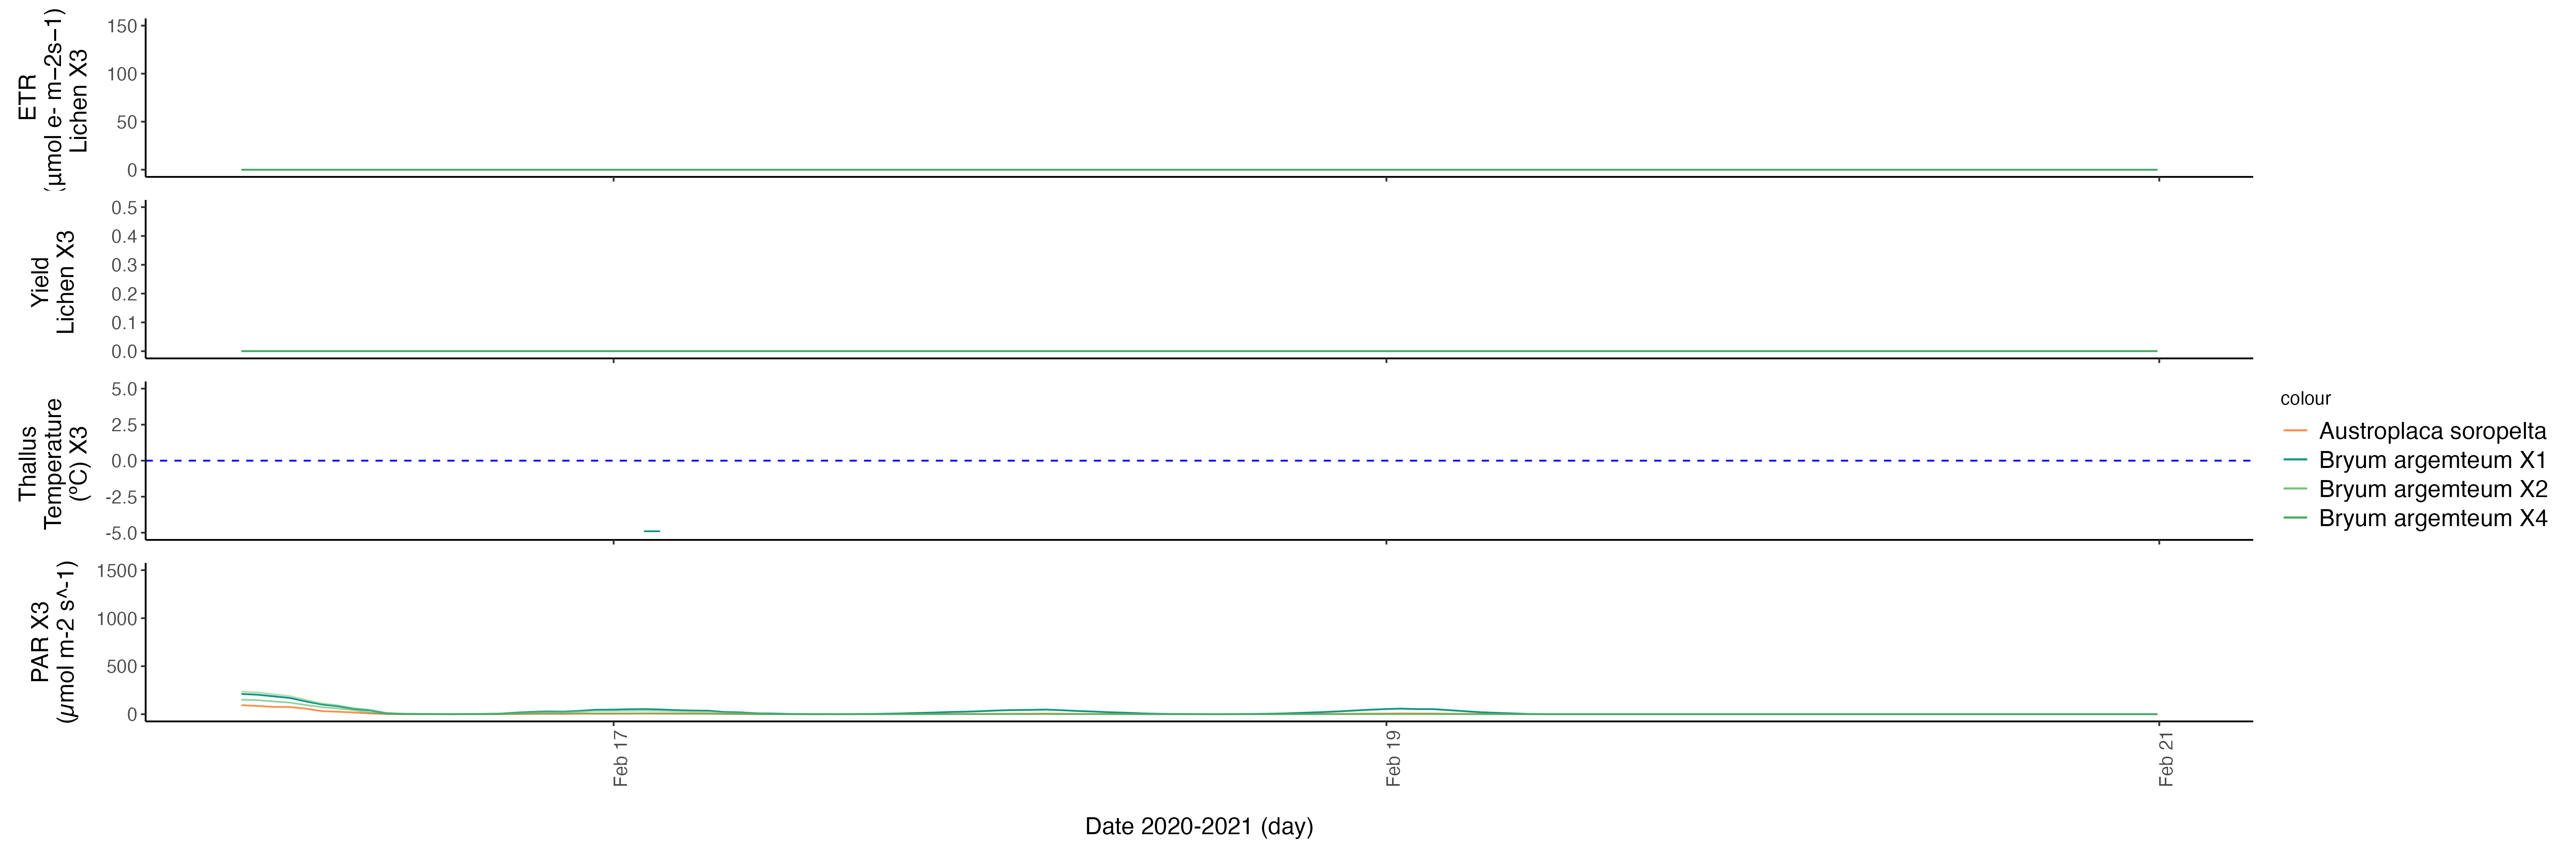 ETR
(µmol e- m−2s−1)
Lichen X3
150
100
50
0
Yield
Lichen X3
0.5
0.4
0.3
0.2
0.1
0.0
Thallus
Temperature
(ºC) X3
5.0
2.5
0.0
-2.5
-5.0
PAR X3
(µmol m-2 s^-1)
1500
1000
500
0
Feb 17
Feb 19
Feb 21
Date 2020-2021 (day)
colour
Austroplaca soropelta
Bryum argemteum X1
Bryum argemteum X2
Bryum argemteum X4